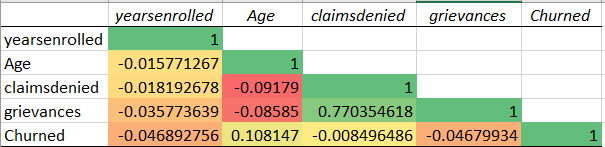 yearsenrolled Age claimsdenied grievances Churned
yearsenrolled 1
Age -0.015771267 1
claimsdenied -0.018192678 -0.09179 1
grievances -0.035773639 -0.08585 0.770354618 1
Churned -0.046892756 0.108147 -0.008496486 -0.04679934 1